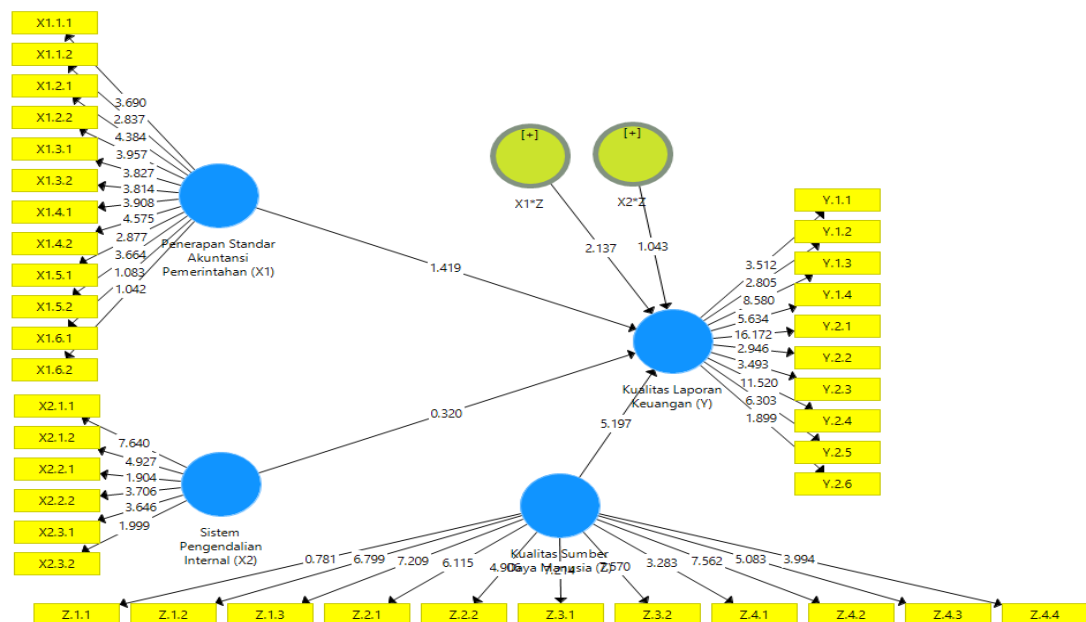 X1.1.1
X1.1.2
X1.2.1
X1.2.2
X1.3.1
X1.3.2
X1.4.1
X1.4.2
X1.5.1
X1.5.2
X1.6.1
X1.6.2
3.690
2.837
4.384
3.957
3.827
3.814
3.908
4.575
2.877
3.664
1.083
1.042
Penerapan Standar
Akuntansi
Pemerintahan (X1)
[+]
X1*Z
[+]
X2*Z
2.137
1.043
1.419
0.320
5.197
Kualitas Laporan
Keuangan (Y)
3.512
2.805
8.580
5.634
16.172
2.946
3.493
11.520
6.303
1.899
Y.1.1
Y.1.2
Y.1.3
Y.1.4
Y.2.1
Y.2.2
Y.2.3
Y.2.4
Y.2.5
Y.2.6
X2.1.1
X2.1.2
X2.2.1
X2.2.2
X2.3.1
X2.3.2
7.640
4.927
1.904
3.706
3.646
1.999
Sistem
Pengendalian
Internal (X2)
Kualitas Sumber
Daya Manusia (Z)
0.781
6.799
7.209
6.115
3.283
7.562
5.083
3.994
Z.1.1
Z.1.2
Z.1.3
Z.2.1
Z.2.2
Z.3.1
Z.3.2
Z.4.1
Z.4.2
Z.4.3
Z.4.4